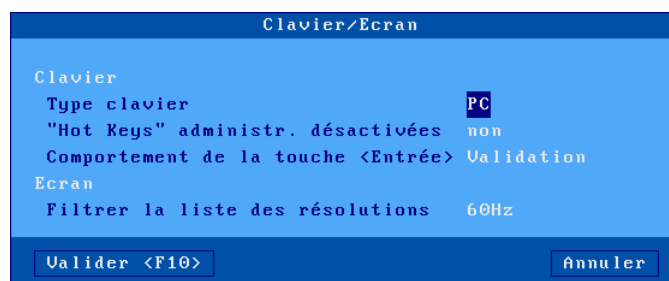 Clavier/Ecran
Clavier
Type clavier PC
"Hot Keys" administr. désactivées non
Comportement de la touche <Entrée> Validation
Ecran
Filtrer la liste des résolutions 60Hz
Valider <F10> Annuler